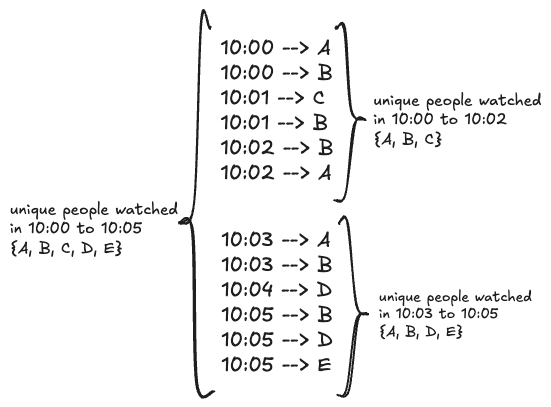 10:00 --> A
10:00 --> B
10:01 --> C
10:01 --> B
10:02 --> B
10:02 --> A
unique people watched
in 10:00 to 10:02
{A, B, C}
unique people watched
in 10:00 to 10:05
{A, B, C, D, E}
10:03 --> A
10:03 --> B
10:04 --> D
10:05 --> B
10:05 --> D
10:05 --> E
unique people watched
in 10:03 to 10:05
{A, B, D, E}